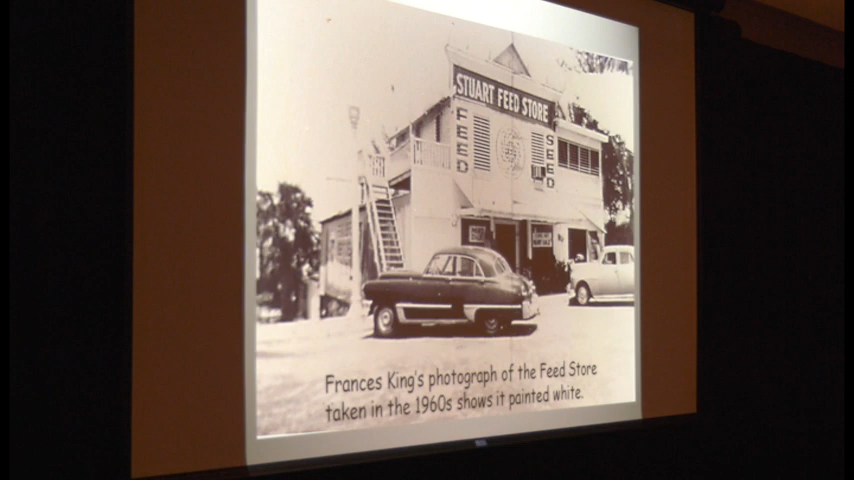 STUART FEED STORE
FEED
SEED
Frances King's photograph of the Feed Store
taken in the 1960s shows it painted white.